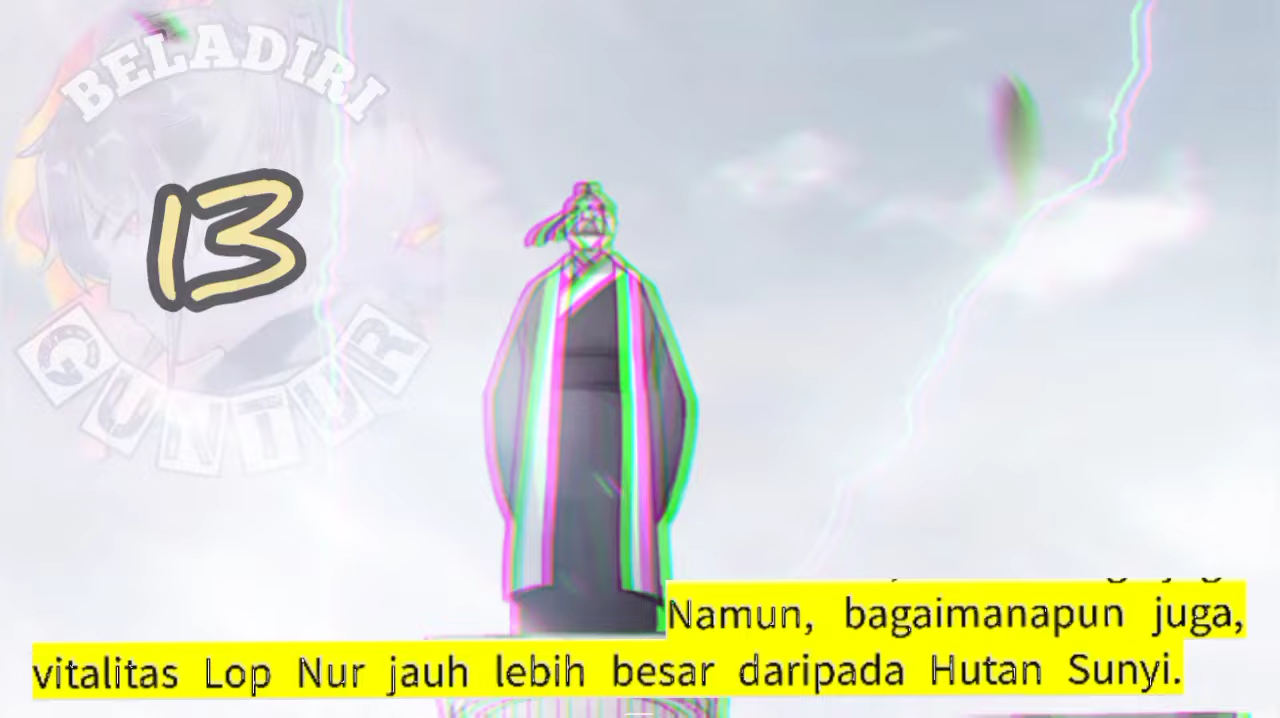 BELADIRI
13
GUNTUR
Namun, bagaimanapun juga,
vitalitas Lop Nur jauh lebih besar daripada Hutan Sunyi.